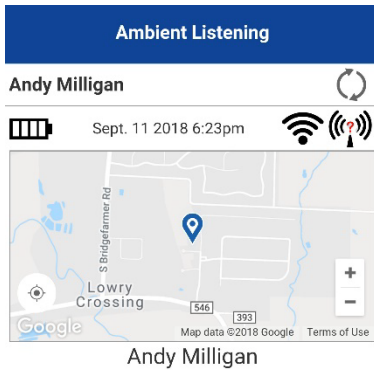 Ambient Listening
Andy Milligan
Sept. 11 2018 6:23pm
?
S Bridgefarmer Rd
Lowry
Crossing
+
−
546
393
Google
Map data ©2018 Google Terms of Use
Andy Milligan